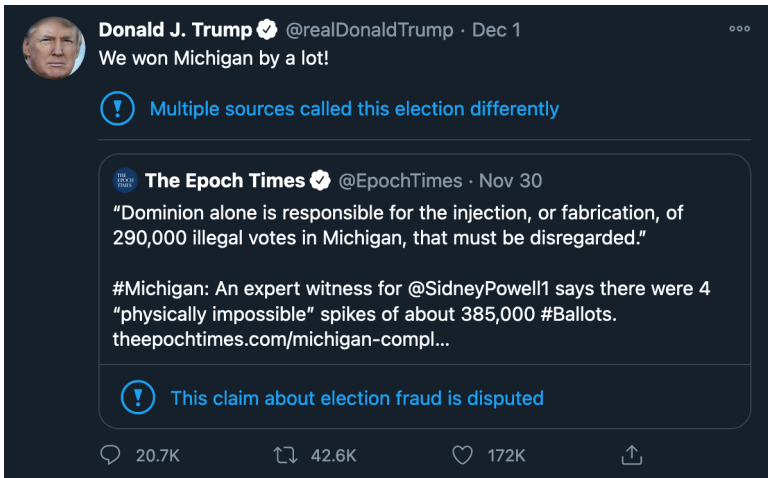 Donald J. Trump @realDonaldTrump · Dec 1
We won Michigan by a lot!
Multiple sources called this election differently
THE EPOCH TIMES
The Epoch Times @EpochTimes · Nov 30
“Dominion alone is responsible for the injection, or fabrication, of
290,000 illegal votes in Michigan, that must be disregarded.”
#Michigan: An expert witness for @SidneyPowell1 says there were 4
“physically impossible” spikes of about 385,000 #Ballots.
theepochtimes.com/michigan-compl...
This claim about election fraud is disputed
20.7K 42.6K 172K